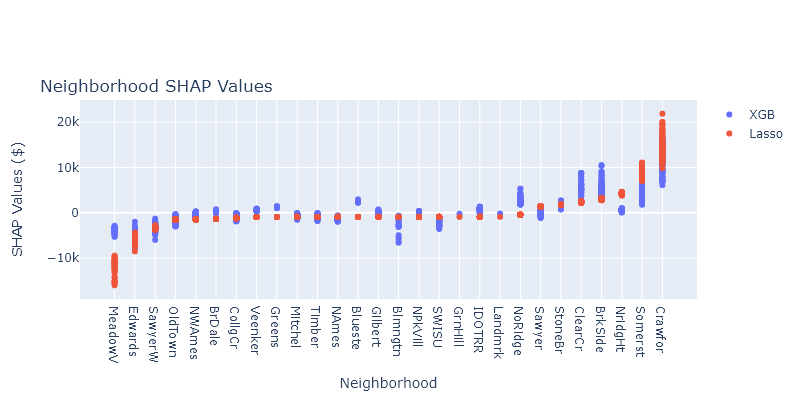 Neighborhood SHAP Values
XGB
Lasso
SHAP Values ($)
20k
10k
0
−10k
MeadowV
Edwards
SawyerW
OldTown
NWAmes
BrDale
CollgCr
Veenker
Greens
Mitchel
Timber
NAmes
Blueste
Gilbert
Blmngtn
NPkVill
SWISU
GrnHill
IDOTRR
Landmrk
NoRidge
Sawyer
StoneBr
ClearCr
BrkSide
NridgHt
Somerst
Crawfor
Neighborhood